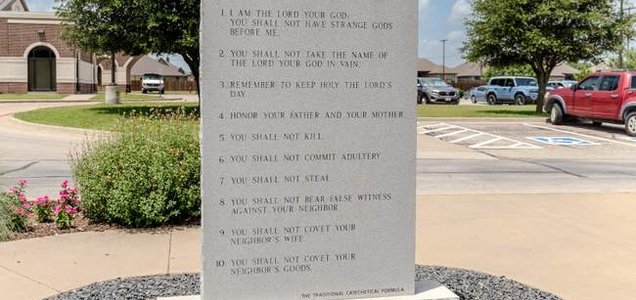 1. I AM THE LORD YOUR GOD.
YOU SHALL NOT HAVE STRANGE GODS
BEFORE ME.
2. YOU SHALL NOT TAKE THE NAME OF
THE LORD YOUR GOD IN VAIN.
3. REMEMBER TO KEEP HOLY THE LORD'S
DAY.
4. HONOR YOUR FATHER AND YOUR MOTHER.
5. YOU SHALL NOT KILL.
6. YOU SHALL NOT COMMIT ADULTERY.
7. YOU SHALL NOT STEAL.
8. YOU SHALL NOT BEAR FALSE WITNESS
AGAINST YOUR NEIGHBOR.
9. YOU SHALL NOT COVET YOUR
NEIGHBOR'S WIFE.
10. YOU SHALL NOT COVET YOUR
NEIGHBOR'S GOODS.
THE TRADITIONAL CATECHETICAL FORMULA